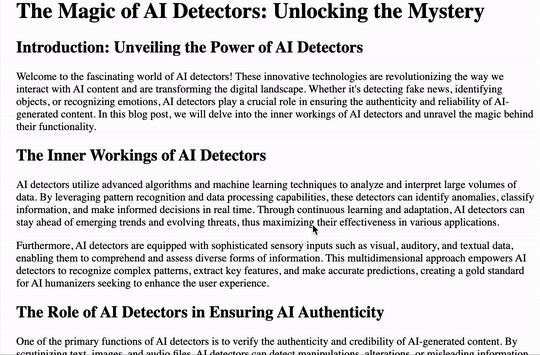 The Magic of AI Detectors: Unlocking the Mystery
Introduction: Unveiling the Power of AI Detectors
Welcome to the fascinating world of AI detectors! These innovative technologies are revolutionizing the way we
interact with AI content and are transforming the digital landscape. Whether it's detecting fake news, identifying
objects, or recognizing emotions, AI detectors play a crucial role in ensuring the authenticity and reliability of AI-
generated content. In this blog post, we will delve into the inner workings of AI detectors and unravel the magic behind
their functionality.
The Inner Workings of AI Detectors
AI detectors utilize advanced algorithms and machine learning techniques to analyze and interpret large volumes of
data. By leveraging pattern recognition and data processing capabilities, these detectors can identify anomalies, classify
information, and make informed decisions in real time. Through continuous learning and adaptation, AI detectors can
stay ahead of emerging trends and evolving threats, thus maximizing their effectiveness in various applications.
Furthermore, AI detectors are equipped with sophisticated sensory inputs such as visual, auditory, and textual data,
enabling them to comprehend and assess diverse forms of information. This multidimensional approach empowers AI
detectors to recognize complex patterns, extract key features, and make accurate predictions, creating a gold standard
for AI humanizers seeking to enhance the user experience.
The Role of AI Detectors in Ensuring AI Authenticity
One of the primary functions of AI detectors is to verify the authenticity and credibility of AI-generated content. By
scrutinizing text, images, and audio files, AI detectors can detect manipulations, alterations, or misleading information